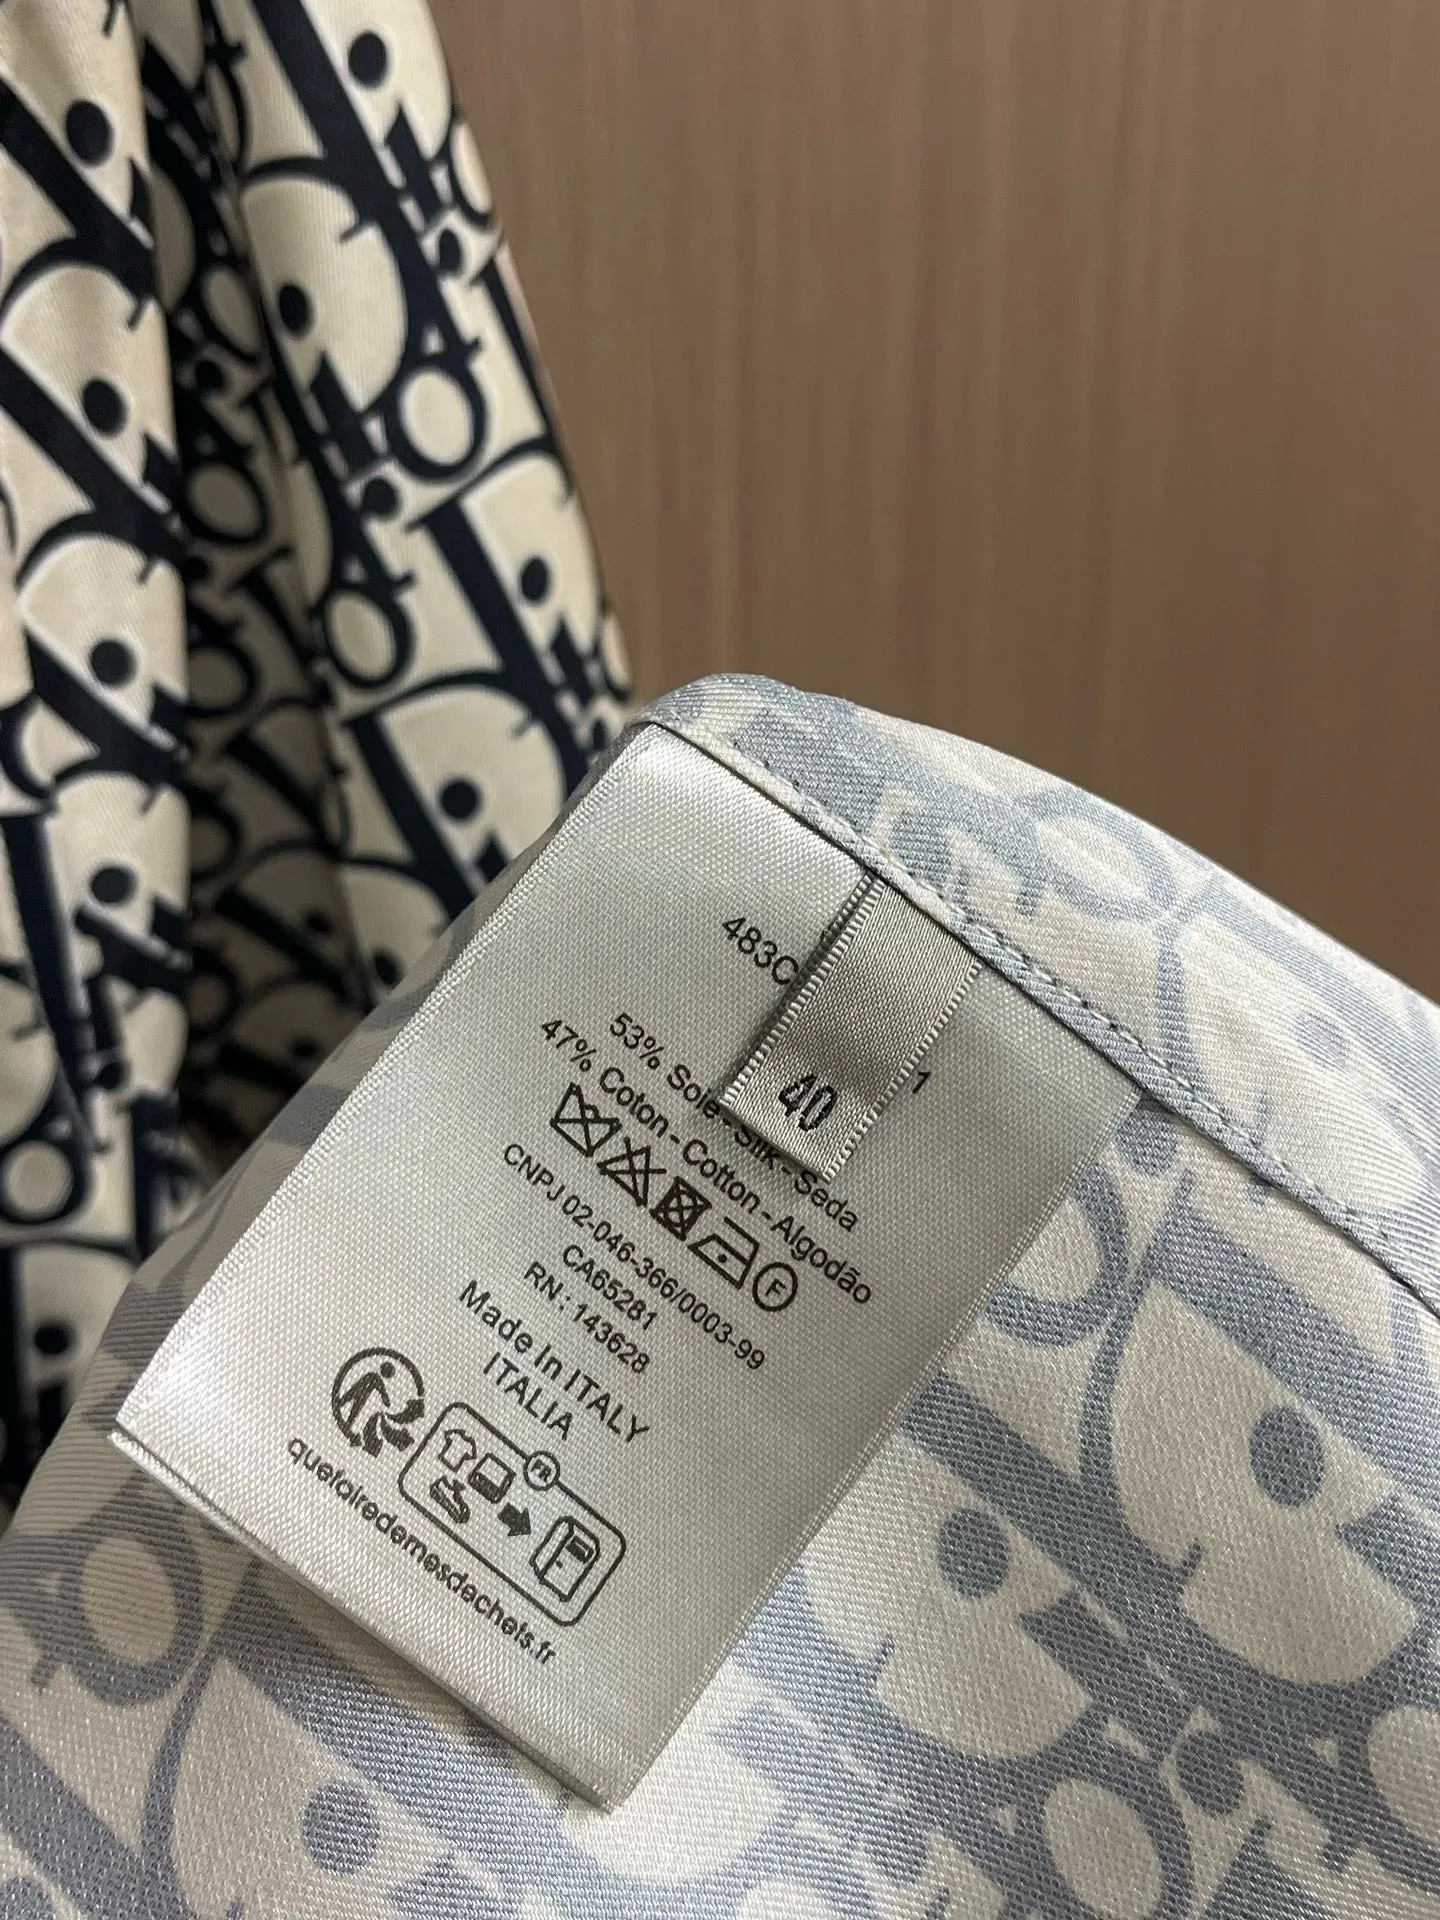 483C
1
40
53% Soie - Silk - Seda
47% Coton - Cotton - Algodão
F
CNPJ 02-046-366/0003-99
CA65281
RN : 143628
Made In ITALY
ITALIA
FR
quefairedemesdechets.fr